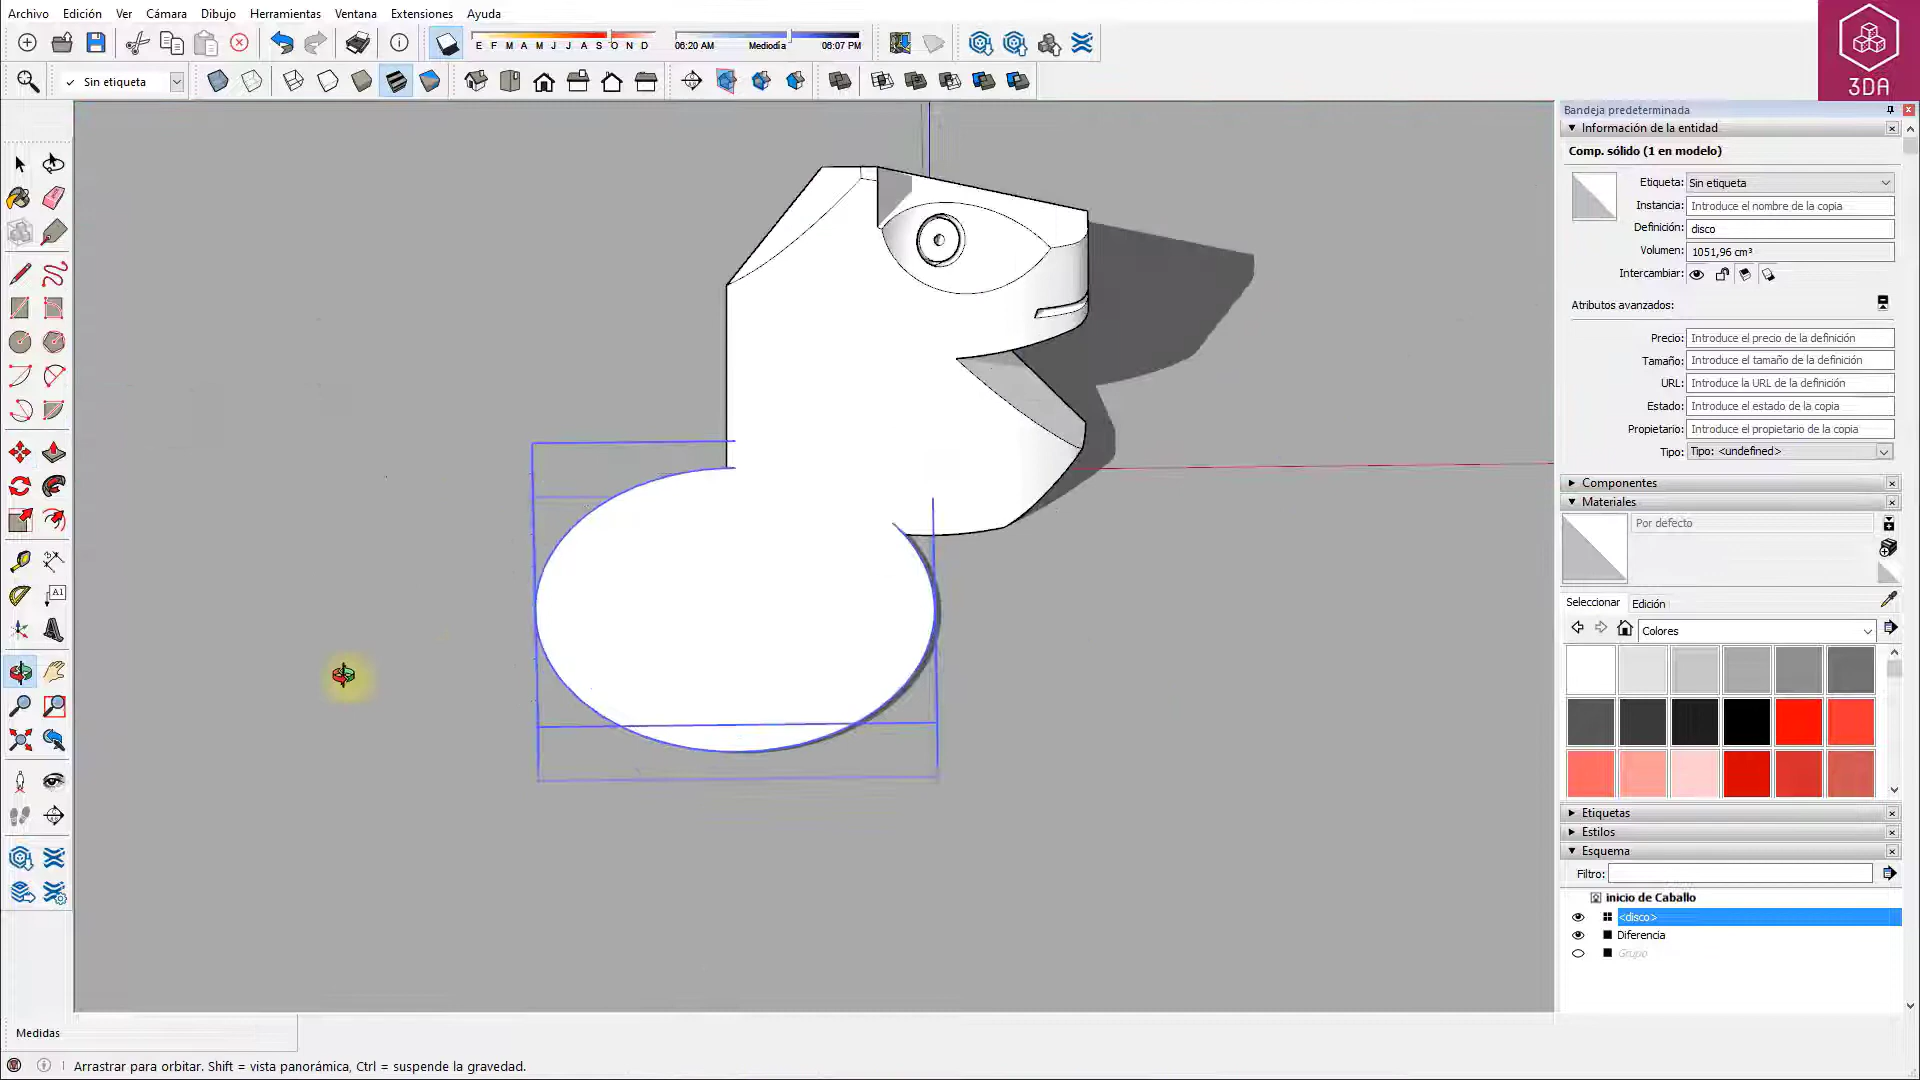 Archivo Edición Ver Cámara Dibujo Herramientas Ventana Extensiones Ayuda
E F M A M J J A S O N D 06:20 AM Mediodía 06:07 PM
3DA
Sin etiqueta
Bandeja predeterminada
Información de la entidad
Comp. sólido (1 en modelo)
Etiqueta: Sin etiqueta
Instancia: Introduce el nombre de la copia
Definición: disco
Volumen: 1051,96 cm³
Intercambiar:
Atributos avanzados:
Precio: Introduce el precio de la definición
Tamaño: Introduce el tamaño de la definición
URL: Introduce la URL de la definición
Estado: Introduce el estado de la copia
Propietario: Introduce el propietario de la copia
Tipo: Tipo: <undefined>
Componentes
Materiales
Por defecto
A1
Seleccionar Edición
Colores
Etiquetas
Estilos
Esquema
Filtro:
inicio de Caballo
<disco>
Diferencia
Grupo
Medidas
Arrastrar para orbitar. Shift = vista panorámica, Ctrl = suspende la gravedad.